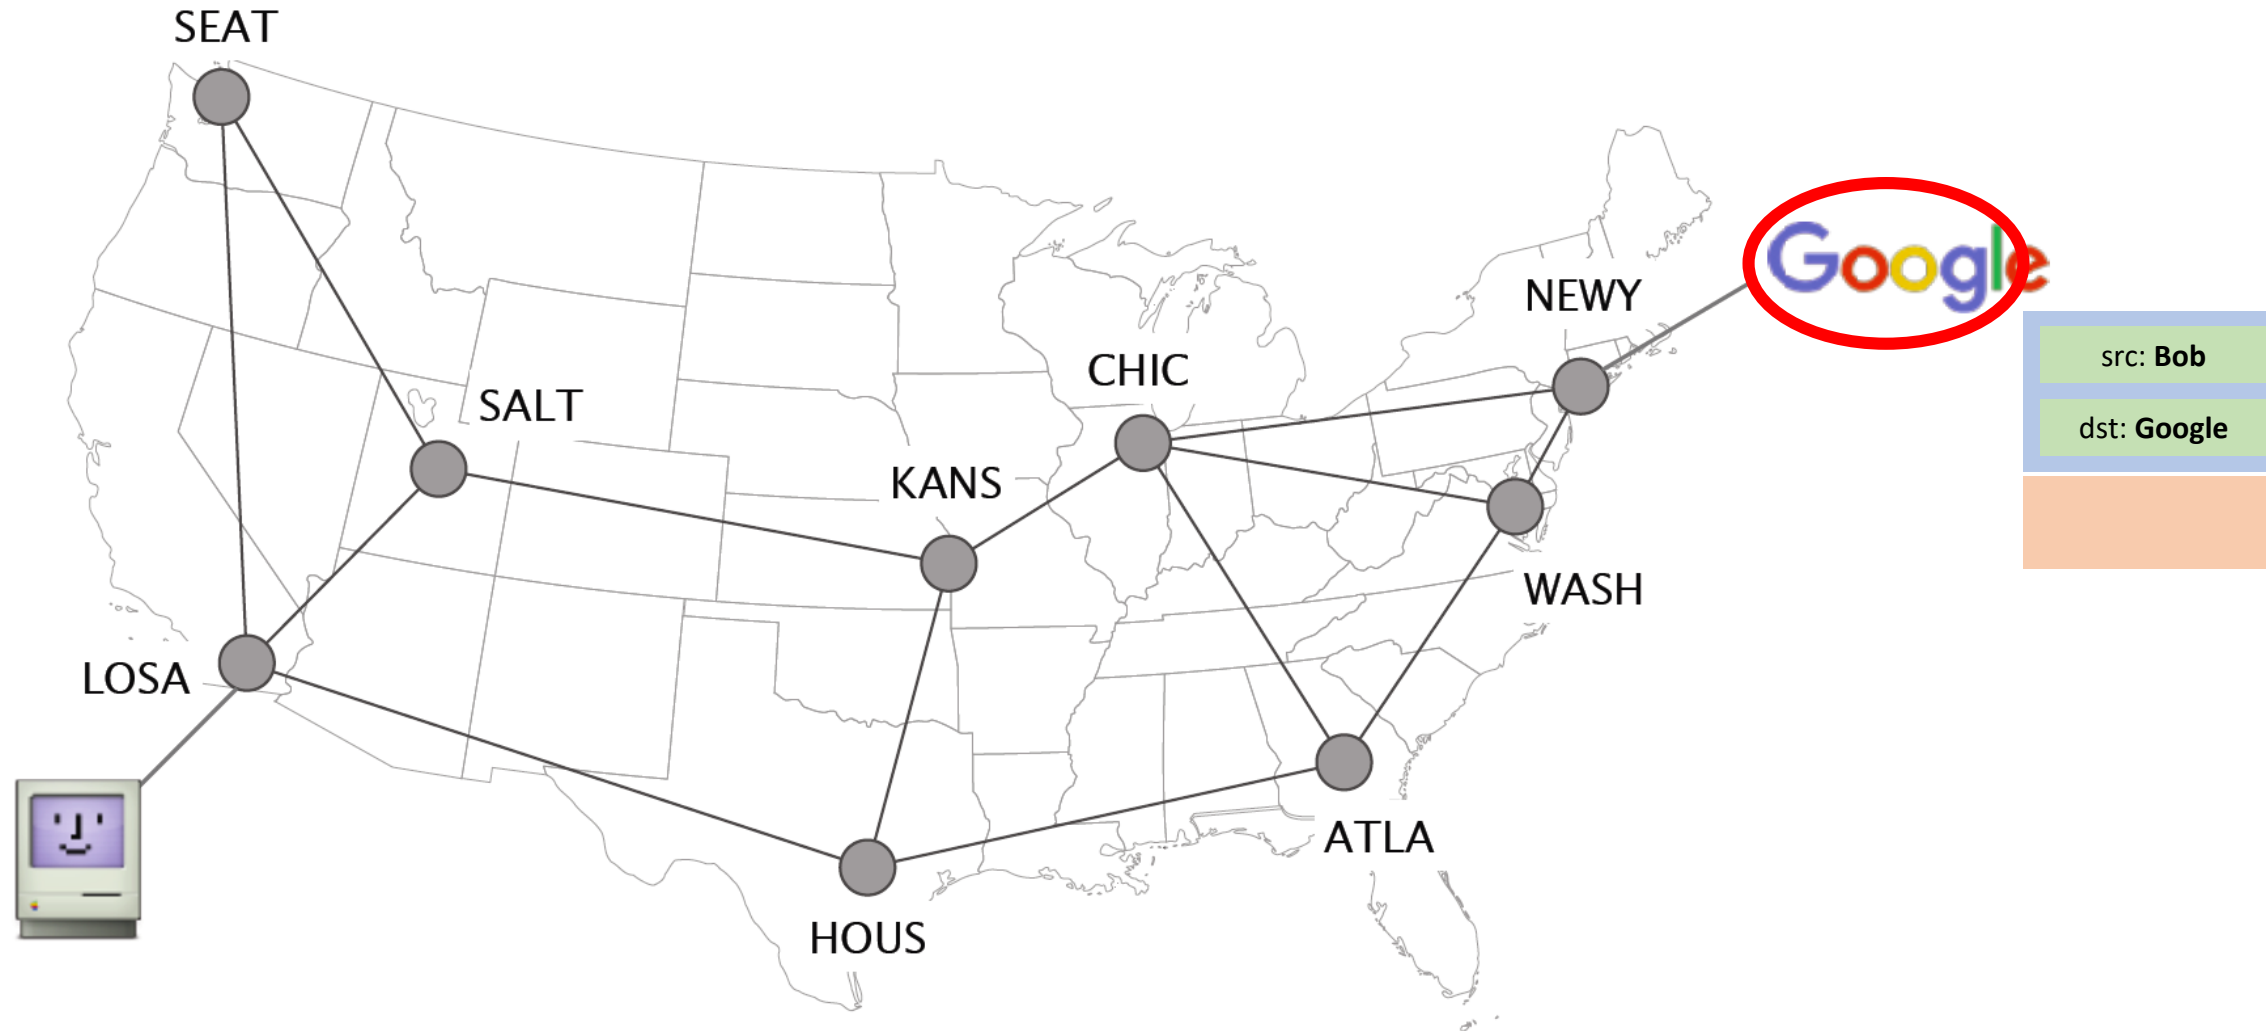 SEAT
Google
NEWY
src: Bob
CHIC
SALT
dst: Google
KANS
WASH
LOSA
ATLA
HOUS